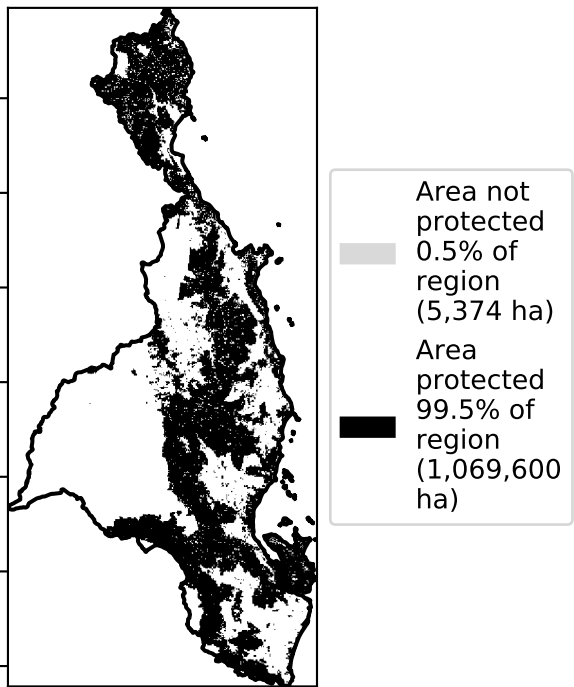 Area not
protected
0.5% of
region
(5,374 ha)
Area
protected
99.5% of
region
(1,069,600
ha)